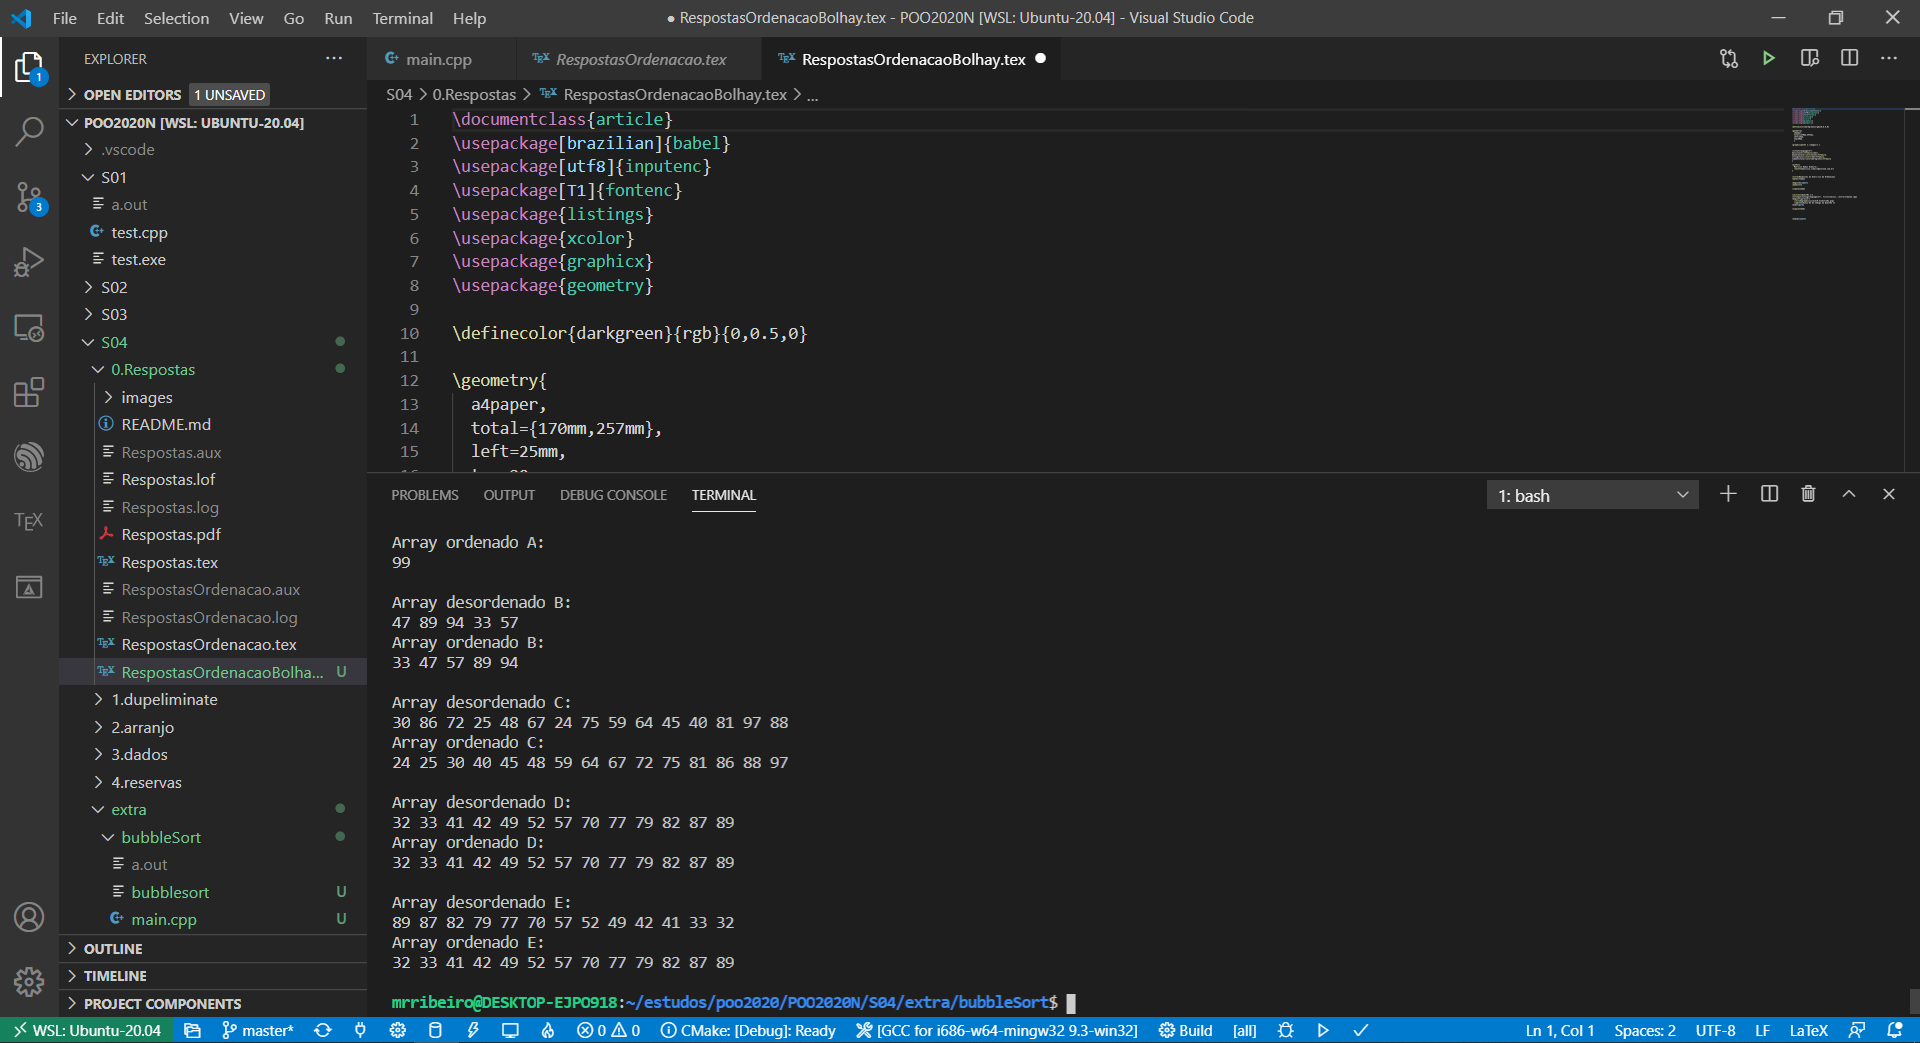 File Edit Selection View Go Run Terminal Help
● RespostasOrdenacaoBolhay.tex - POO2020N [WSL: Ubuntu-20.04] - Visual Studio Code
EXPLORER
OPEN EDITORS 1 UNSAVED
POO2020N [WSL: UBUNTU-20.04]
.vscode
S01
a.out
test.cpp
test.exe
S02
S03
S04
0.Respostas
images
README.md
Respostas.aux
Respostas.lof
Respostas.log
Respostas.pdf
Respostas.tex
RespostasOrdenacao.aux
RespostasOrdenacao.log
RespostasOrdenacao.tex
RespostasOrdenacaoBolha... U
1.dupeliminate
2.arranjo
3.dados
4.reservas
extra
bubbleSort
a.out
bubblesort U
main.cpp U
OUTLINE
TIMELINE
PROJECT COMPONENTS
1
3
TEX
main.cpp RespostasOrdenacao.tex RespostasOrdenacaoBolhay.tex
S04 > 0.Respostas > RespostasOrdenacaoBolhay.tex > ...
1 \documentclass{article}
2 \usepackage[brazilian]{babel}
3 \usepackage[utf8]{inputenc}
4 \usepackage[T1]{fontenc}
5 \usepackage{listings}
6 \usepackage{xcolor}
7 \usepackage{graphicx}
8 \usepackage{geometry}
9
10 \definecolor{darkgreen}{rgb}{0,0.5,0}
11
12 \geometry{
13 a4paper,
14 total={170mm,257mm},
15 left=25mm,
PROBLEMS OUTPUT DEBUG CONSOLE TERMINAL
1: bash
Array ordenado A:
99
Array desordenado B:
47 89 94 33 57
Array ordenado B:
33 47 57 89 94
Array desordenado C:
30 86 72 25 48 67 24 75 59 64 45 40 81 97 88
Array ordenado C:
24 25 30 40 45 48 59 64 67 72 75 81 86 88 97
Array desordenado D:
32 33 41 42 49 52 57 70 77 79 82 87 89
Array ordenado D:
32 33 41 42 49 52 57 70 77 79 82 87 89
Array desordenado E:
89 87 82 79 77 70 57 52 49 42 41 33 32
Array ordenado E:
32 33 41 42 49 52 57 70 77 79 82 87 89
mrribeiro@DESKTOP-EJPO918:~/estudos/poo2020/POO2020N/S04/extra/bubbleSort$
WSL: Ubuntu-20.04 master* 0 0 CMake: [Debug]: Ready [GCC for i686-w64-mingw32 9.3-win32] Build [all] Ln 1, Col 1 Spaces: 2 UTF-8 LF LaTeX